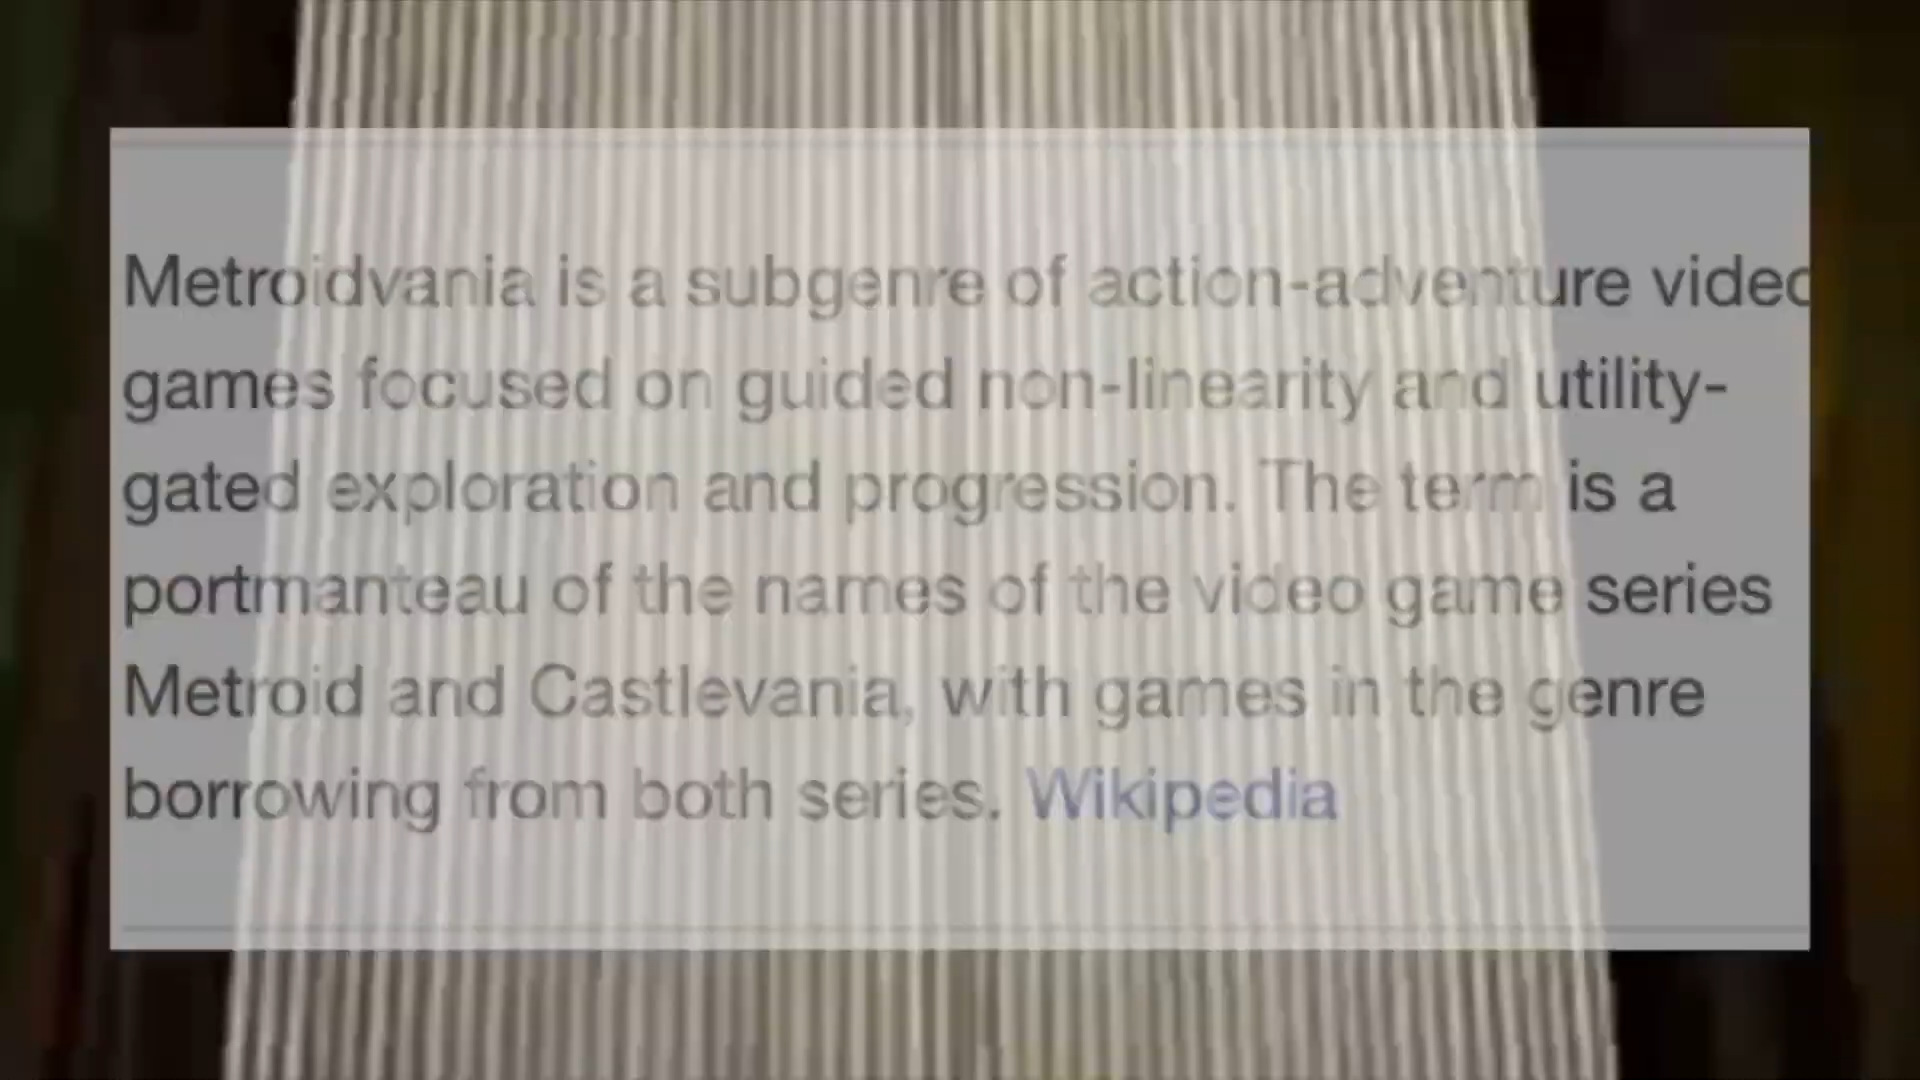 Metroidvania is a subgenre of action-adventure video
games focused on guided non-linearity and utility-
gated exploration and progression. The term is a
portmanteau of the names of the video game series
Metroid and Castlevania, with games in the genre
borrowing from both series. Wikipedia